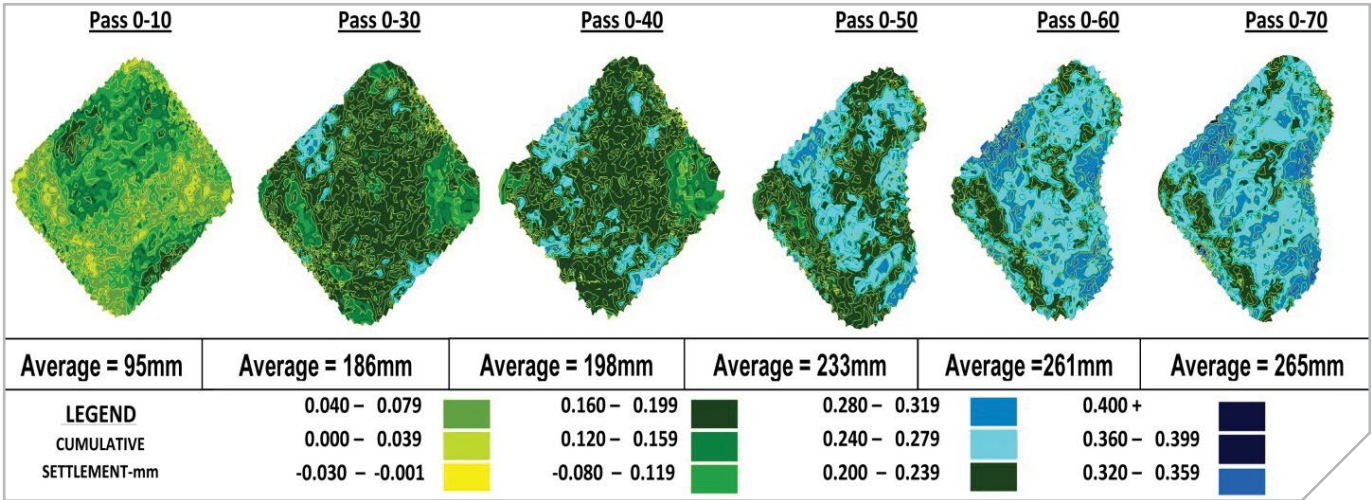 Pass 0-10 Pass 0-30 Pass 0-40 Pass 0-50 Pass 0-60 Pass 0-70
Average = 95mm Average = 186mm Average = 198mm Average = 233mm Average =261mm Average = 265mm
LEGEND 0.040 – 0.079 0.160 – 0.199 0.280 – 0.319 0.400 +
CUMULATIVE 0.000 – 0.039 0.120 – 0.159 0.240 – 0.279 0.360 – 0.399
SETTLEMENT-mm -0.030 – -0.001 -0.080 – 0.119 0.200 – 0.239 0.320 – 0.359